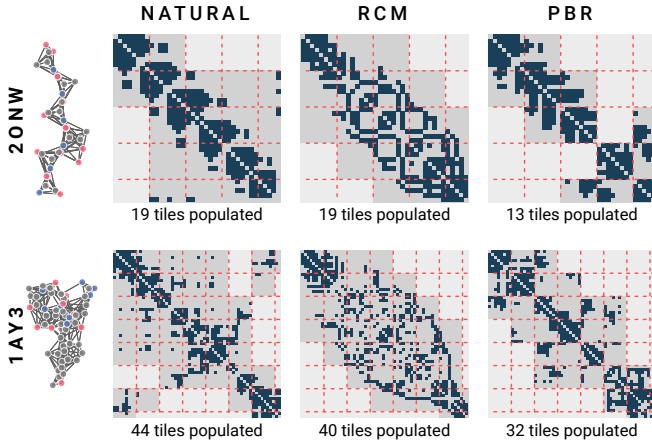 NATURAL RCM PBR
2ONW
19 tiles populated 19 tiles populated 13 tiles populated
1AY3
44 tiles populated 40 tiles populated 32 tiles populated